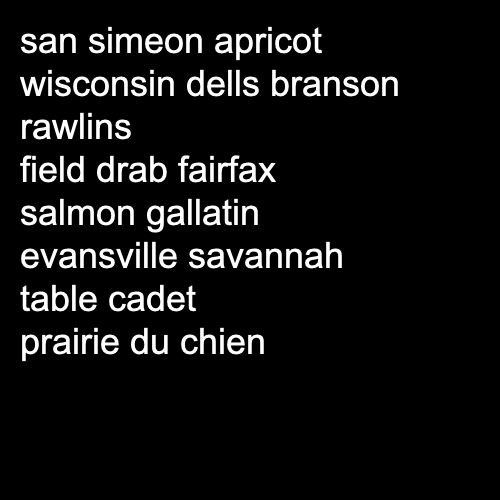 san simeon apricot
wisconsin dells branson
rawlins
field drab fairfax
salmon gallatin
evansville savannah
table cadet
prairie du chien